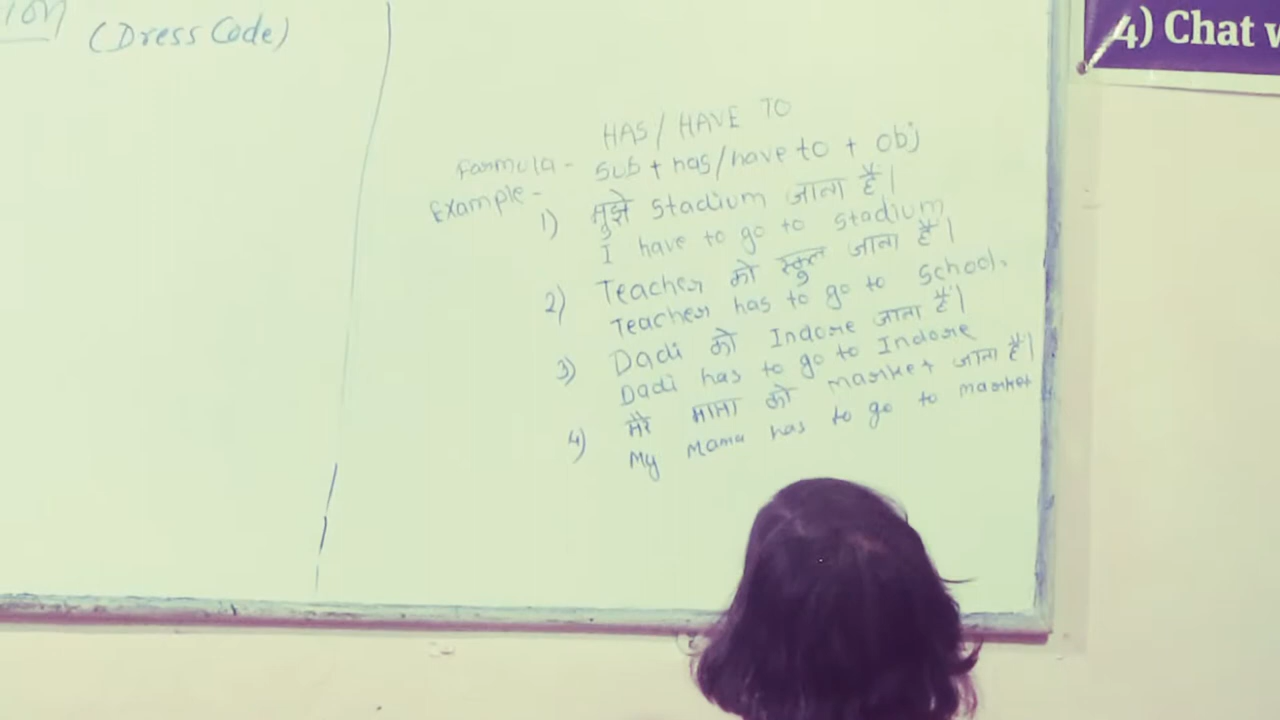 (Dress Code)
4) Chat
HAS/ HAVE TO
Formula - Sub + has/have to + obj
Example -
1) मुझे Stadium जाना है।
I have to go to Stadium
2) Teacher को स्कुल जाना है।
Teacher has to go to School.
3) Dadi को Indore जाना है।
Dadi has to go to Indore
4) मेरे मामा को market जाना है।
My Mama has to go to market